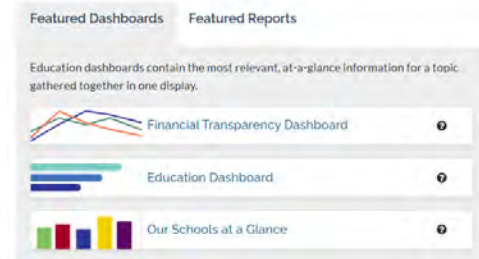 Featured Dashboards Featured Reports
Education dashboards contain the most relevant, at-a-glance information for a topic
gathered together in one display.
Financial Transparency Dashboard
Education Dashboard
Our Schools at a Glance